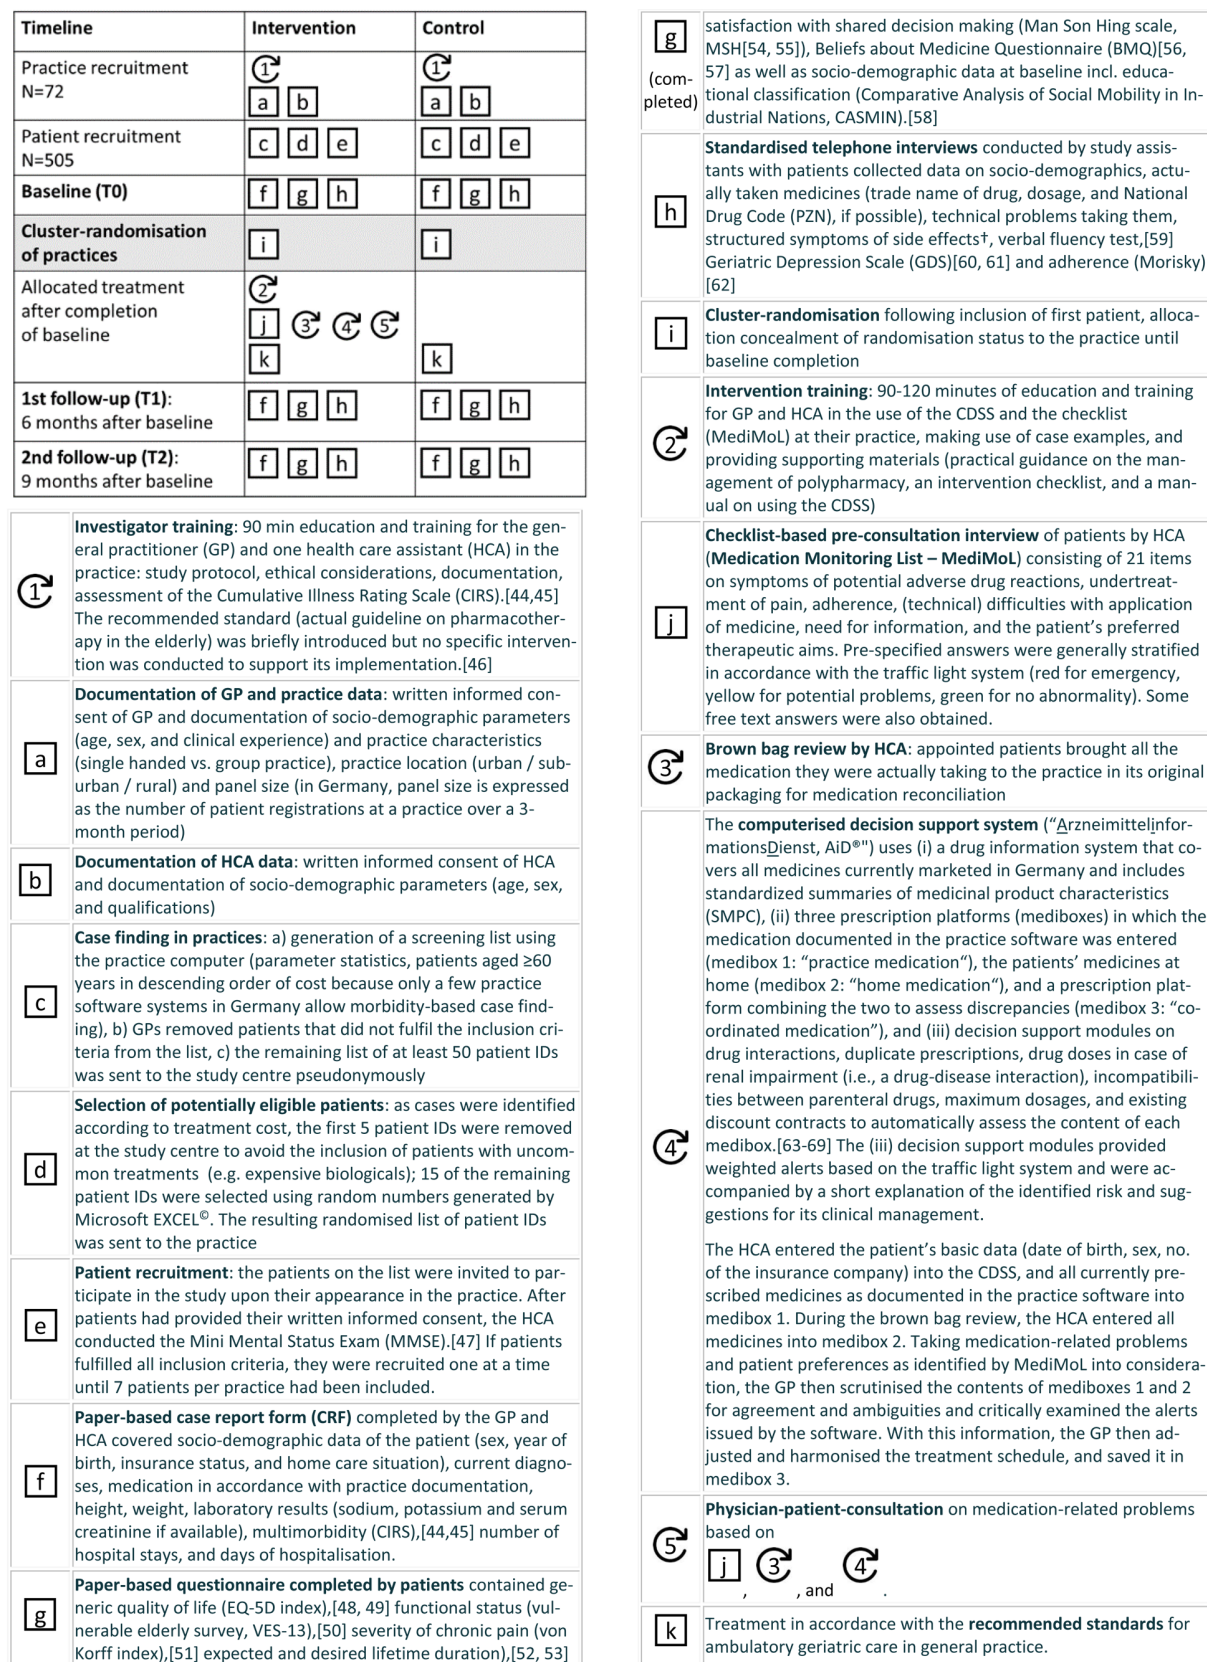 Timeline Intervention Control
Practice recruitment
N=72
1 1
a b a b
Patient recruitment
N=505
c d e c d e
Baseline (T0) f g h f g h
Cluster-randomisation
of practices
i i
Allocated treatment
after completion
of baseline
2
j 3 4 5
k k
1st follow-up (T1):
6 months after baseline
f g h f g h
2nd follow-up (T2):
9 months after baseline
f g h f g h
1
Investigator training: 90 min education and training for the gen-
eral practitioner (GP) and one health care assistant (HCA) in the
practice: study protocol, ethical considerations, documentation,
assessment of the Cumulative Illness Rating Scale (CIRS).[44,45]
The recommended standard (actual guideline on pharmacother-
apy in the elderly) was briefly introduced but no specific interven-
tion was conducted to support its implementation.[46]
a
Documentation of GP and practice data: written informed con-
sent of GP and documentation of socio-demographic parameters
(age, sex, and clinical experience) and practice characteristics
(single handed vs. group practice), practice location (urban / sub-
urban / rural) and panel size (in Germany, panel size is expressed
as the number of patient registrations at a practice over a 3-
month period)
b
Documentation of HCA data: written informed consent of HCA
and documentation of socio-demographic parameters (age, sex,
and qualifications)
c
Case finding in practices: a) generation of a screening list using
the practice computer (parameter statistics, patients aged ≥60
years in descending order of cost because only a few practice
software systems in Germany allow morbidity-based case find-
ing), b) GPs removed patients that did not fulfil the inclusion cri-
teria from the list, c) the remaining list of at least 50 patient IDs
was sent to the study centre pseudonymously
d
Selection of potentially eligible patients: as cases were identified
according to treatment cost, the first 5 patient IDs were removed
at the study centre to avoid the inclusion of patients with uncom-
mon treatments (e.g. expensive biologicals); 15 of the remaining
patient IDs were selected using random numbers generated by
Microsoft EXCEL©. The resulting randomised list of patient IDs
was sent to the practice
e
Patient recruitment: the patients on the list were invited to par-
ticipate in the study upon their appearance in the practice. After
patients had provided their written informed consent, the HCA
conducted the Mini Mental Status Exam (MMSE).[47] If patients
fulfilled all inclusion criteria, they were recruited one at a time
until 7 patients per practice had been included.
f
Paper-based case report form (CRF) completed by the GP and
HCA covered socio-demographic data of the patient (sex, year of
birth, insurance status, and home care situation), current diagno-
ses, medication in accordance with practice documentation,
height, weight, laboratory results (sodium, potassium and serum
creatinine if available), multimorbidity (CIRS),[44,45] number of
hospital stays, and days of hospitalisation.
g
Paper-based questionnaire completed by patients contained ge-
neric quality of life (EQ-5D index),[48, 49] functional status (vul-
nerable elderly survey, VES-13),[50] severity of chronic pain (von
Korff index),[51] expected and desired lifetime duration),[52, 53]
g
(com-
pleted)
satisfaction with shared decision making (Man Son Hing scale,
MSH[54, 55]), Beliefs about Medicine Questionnaire (BMQ)[56,
57] as well as socio-demographic data at baseline incl. educa-
tional classification (Comparative Analysis of Social Mobility in In-
dustrial Nations, CASMIN).[58]
h
Standardised telephone interviews conducted by study assis-
tants with patients collected data on socio-demographics, actu-
ally taken medicines (trade name of drug, dosage, and National
Drug Code (PZN), if possible), technical problems taking them,
structured symptoms of side effects†, verbal fluency test,[59]
Geriatric Depression Scale (GDS)[60, 61] and adherence (Morisky)
[62]
i
Cluster-randomisation following inclusion of first patient, alloca-
tion concealment of randomisation status to the practice until
baseline completion
2
Intervention training: 90-120 minutes of education and training
for GP and HCA in the use of the CDSS and the checklist
(MediMoL) at their practice, making use of case examples, and
providing supporting materials (practical guidance on the man-
agement of polypharmacy, an intervention checklist, and a man-
ual on using the CDSS)
j
Checklist-based pre-consultation interview of patients by HCA
(Medication Monitoring List – MediMoL) consisting of 21 items
on symptoms of potential adverse drug reactions, undertreat-
ment of pain, adherence, (technical) difficulties with application
of medicine, need for information, and the patient’s preferred
therapeutic aims. Pre-specified answers were generally stratified
in accordance with the traffic light system (red for emergency,
yellow for potential problems, green for no abnormality). Some
free text answers were also obtained.
3
Brown bag review by HCA: appointed patients brought all the
medication they were actually taking to the practice in its original
packaging for medication reconciliation
4
The computerised decision support system (“Arzneimittelinfor-
mationsDienst, AiD®") uses (i) a drug information system that co-
vers all medicines currently marketed in Germany and includes
standardized summaries of medicinal product characteristics
(SMPC), (ii) three prescription platforms (mediboxes) in which the
medication documented in the practice software was entered
(medibox 1: “practice medication“), the patients’ medicines at
home (medibox 2: “home medication“), and a prescription plat-
form combining the two to assess discrepancies (medibox 3: “co-
ordinated medication”), and (iii) decision support modules on
drug interactions, duplicate prescriptions, drug doses in case of
renal impairment (i.e., a drug-disease interaction), incompatibili-
ties between parenteral drugs, maximum dosages, and existing
discount contracts to automatically assess the content of each
medibox.[63-69] The (iii) decision support modules provided
weighted alerts based on the traffic light system and were ac-
companied by a short explanation of the identified risk and sug-
gestions for its clinical management.
The HCA entered the patient’s basic data (date of birth, sex, no.
of the insurance company) into the CDSS, and all currently pre-
scribed medicines as documented in the practice software into
medibox 1. During the brown bag review, the HCA entered all
medicines into medibox 2. Taking medication-related problems
and patient preferences as identified by MediMoL into considera-
tion, the GP then scrutinised the contents of mediboxes 1 and 2
for agreement and ambiguities and critically examined the alerts
issued by the software. With this information, the GP then ad-
justed and harmonised the treatment schedule, and saved it in
medibox 3.
5
Physician-patient-consultation on medication-related problems
based on
j , 3 , and 4 .
k
Treatment in accordance with the recommended standards for
ambulatory geriatric care in general practice.